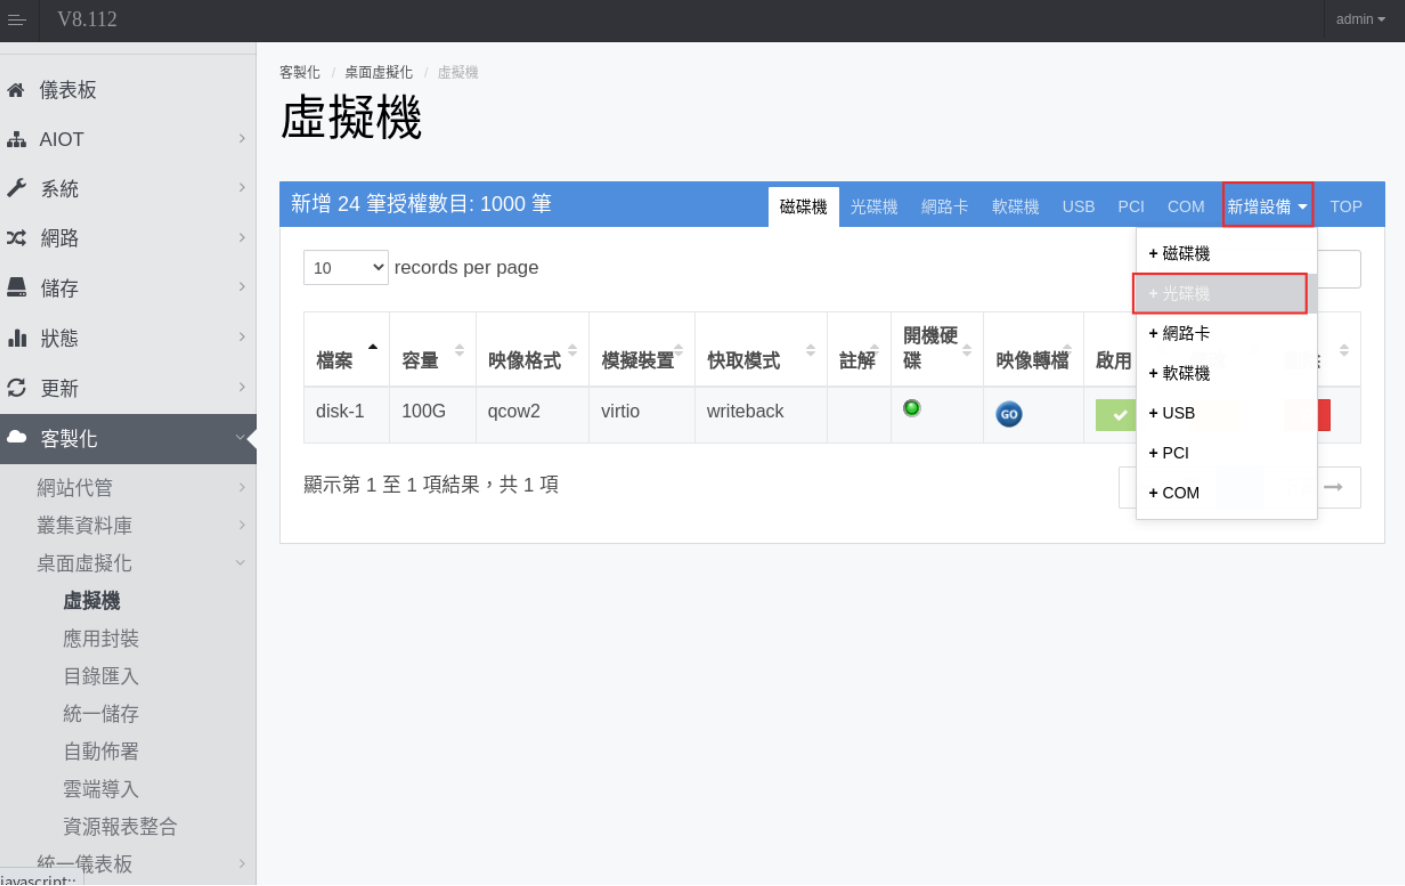 V8.112
admin
儀表板
AIOT
系統
網路
儲存
狀態
更新
客製化
網站代管
叢集資料庫
桌面虛擬化
虛擬機
應用封裝
目錄匯入
統一儲存
自動佈署
雲端導入
資源報表整合
統一儀表板
javascript:;
客製化 / 桌面虛擬化 / 虛擬機
虛擬機
新增 24 筆授權數目: 1000 筆
磁碟機 光碟機 網路卡 軟碟機 USB PCI COM 新增設備 TOP
+ 磁碟機
+ 光碟機
+ 網路卡
+ 軟碟機
+ USB
+ PCI
+ COM
10 records per page
檔案 容量 映像格式 模擬裝置 快取模式 註解 開機硬碟 映像轉檔 啟用
disk-1 100G qcow2 virtio writeback GO
顯示第 1 至 1 項結果，共 1 項